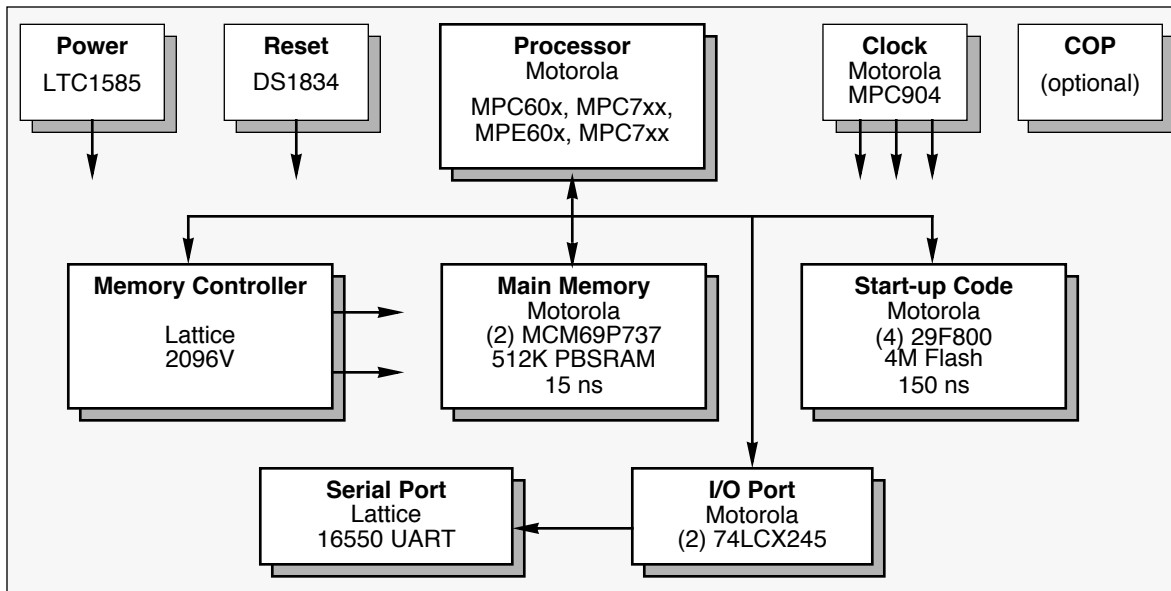 Power
LTC1585
Reset
DS1834
Processor
Motorola
MPC60x, MPC7xx,
MPE60x, MPC7xx
Clock
Motorola
MPC904
COP
(optional)
Memory Controller
Lattice
2096V
Main Memory
Motorola
(2) MCM69P737
512K PBSRAM
15 ns
Start-up Code
Motorola
(4) 29F800
4M Flash
150 ns
Serial Port
Lattice
16550 UART
I/O Port
Motorola
(2) 74LCX245